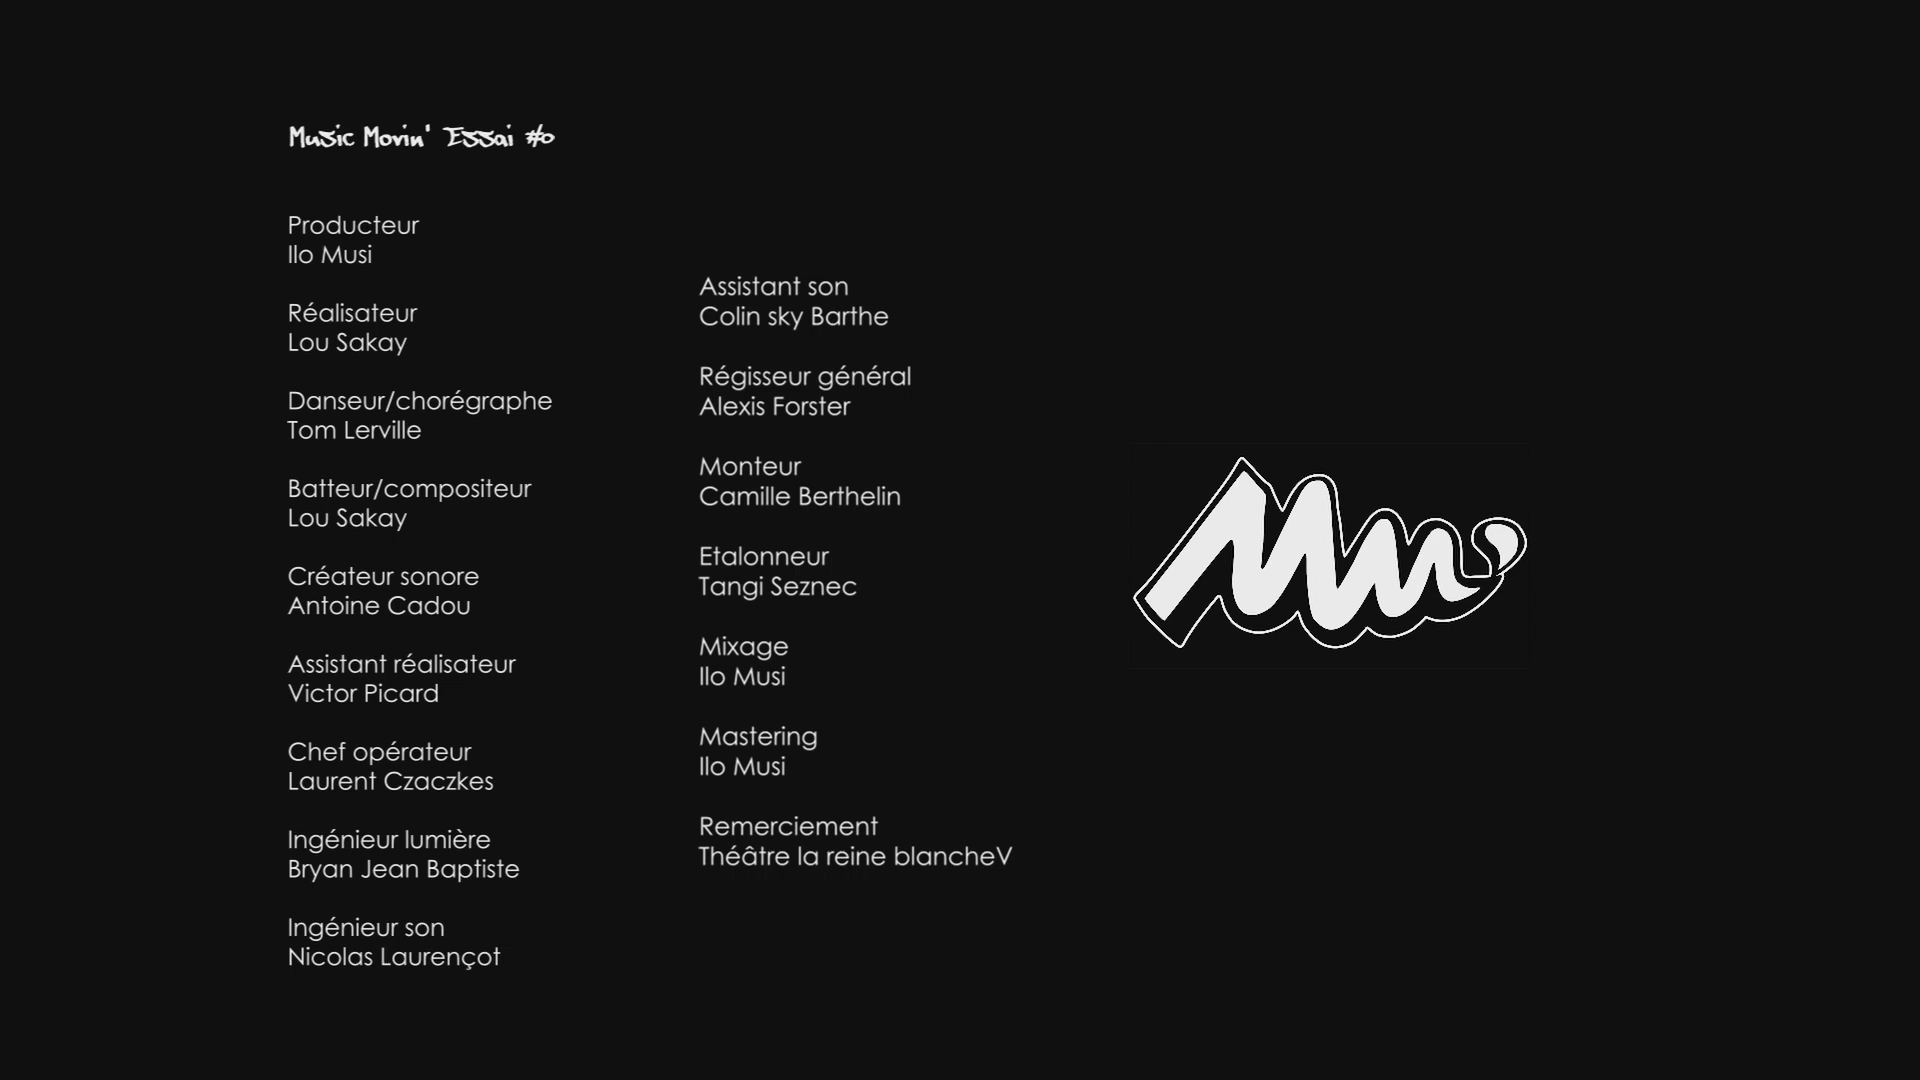 Music Movin' Essai #0
Producteur
Ilo Musi
Réalisateur
Lou Sakay
Danseur/chorégraphe
Tom Lerville
Batteur/compositeur
Lou Sakay
Créateur sonore
Antoine Cadou
Assistant réalisateur
Victor Picard
Chef opérateur
Laurent Czaczkes
Ingénieur lumière
Bryan Jean Baptiste
Ingénieur son
Nicolas Laurençot
Assistant son
Colin sky Barthe
Régisseur général
Alexis Forster
Monteur
Camille Berthelin
Etalonneur
Tangi Seznec
Mixage
Ilo Musi
Mastering
Ilo Musi
Remerciement
Théâtre la reine blancheV
Mm'